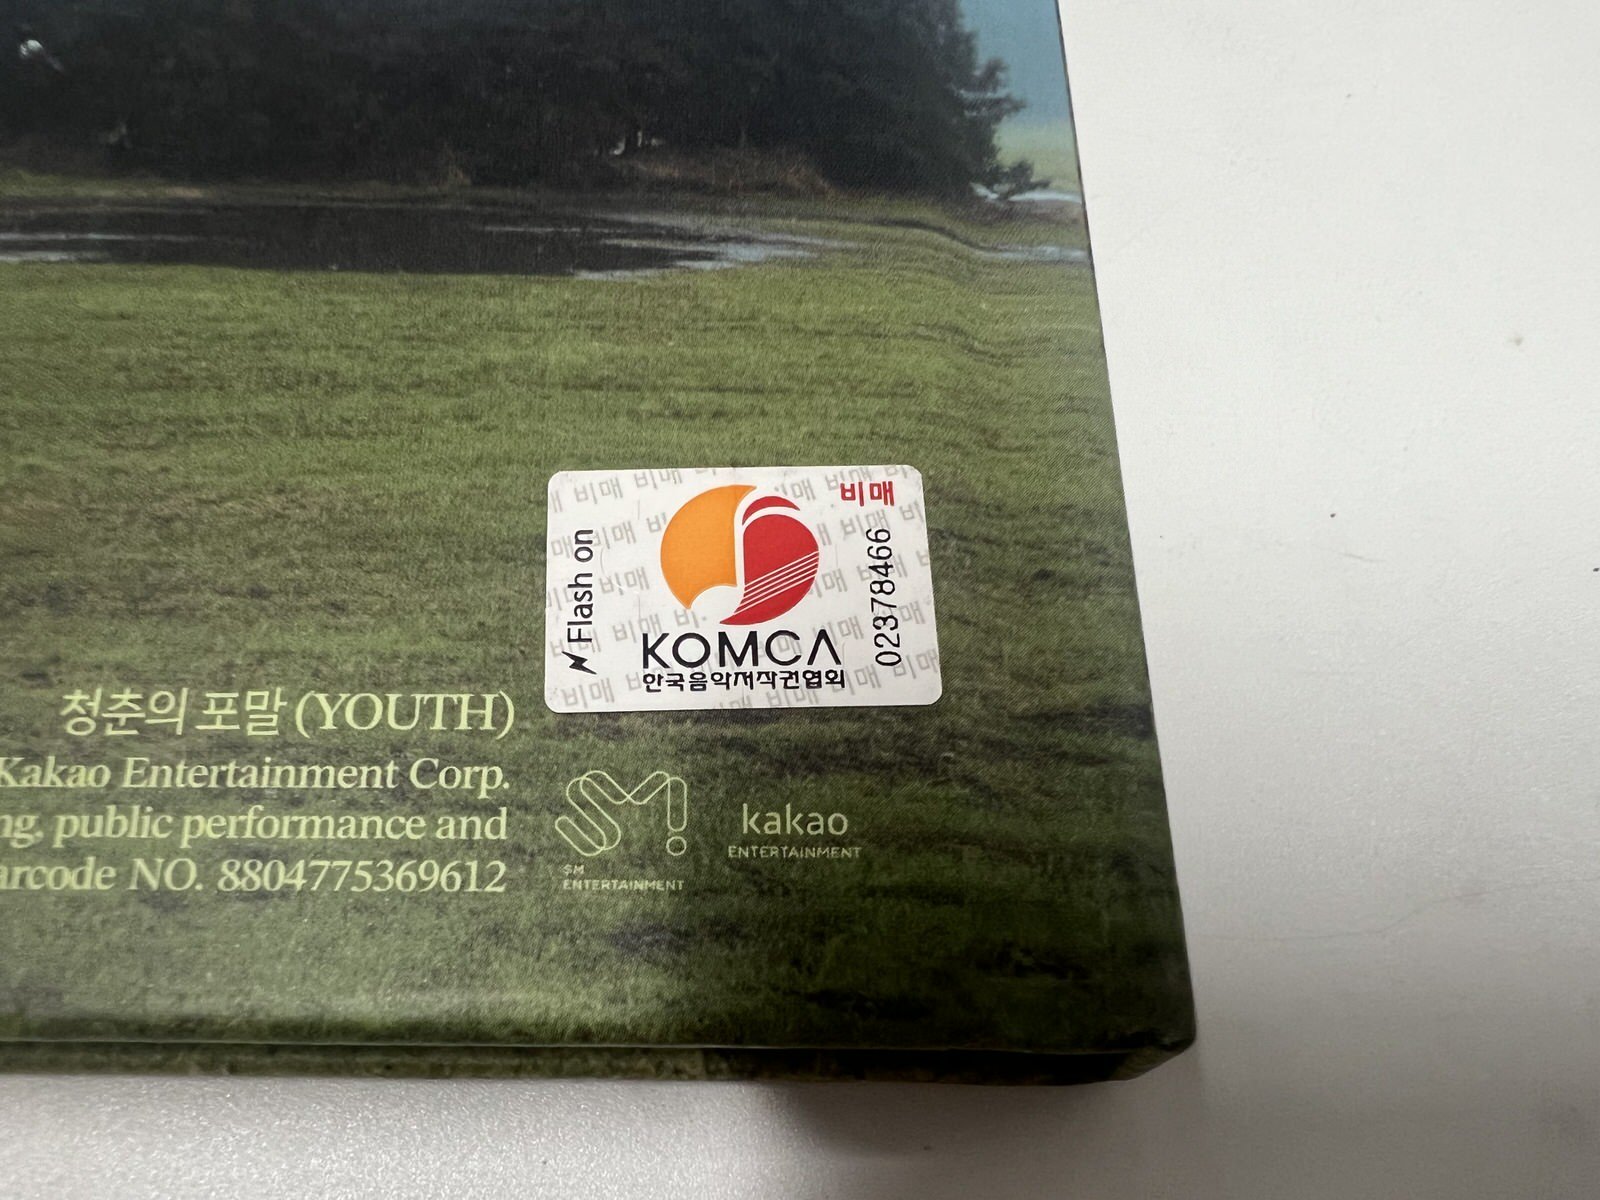 비매
Flash on
02378466
KOMCA
한국음악저작권협회
청춘의 포말 (YOUTH)
Kakao Entertainment Corp.
ng. public performance and
arcode NO. 8804775369612
SM
ENTERTAINMENT
kakao
ENTERTAINMENT